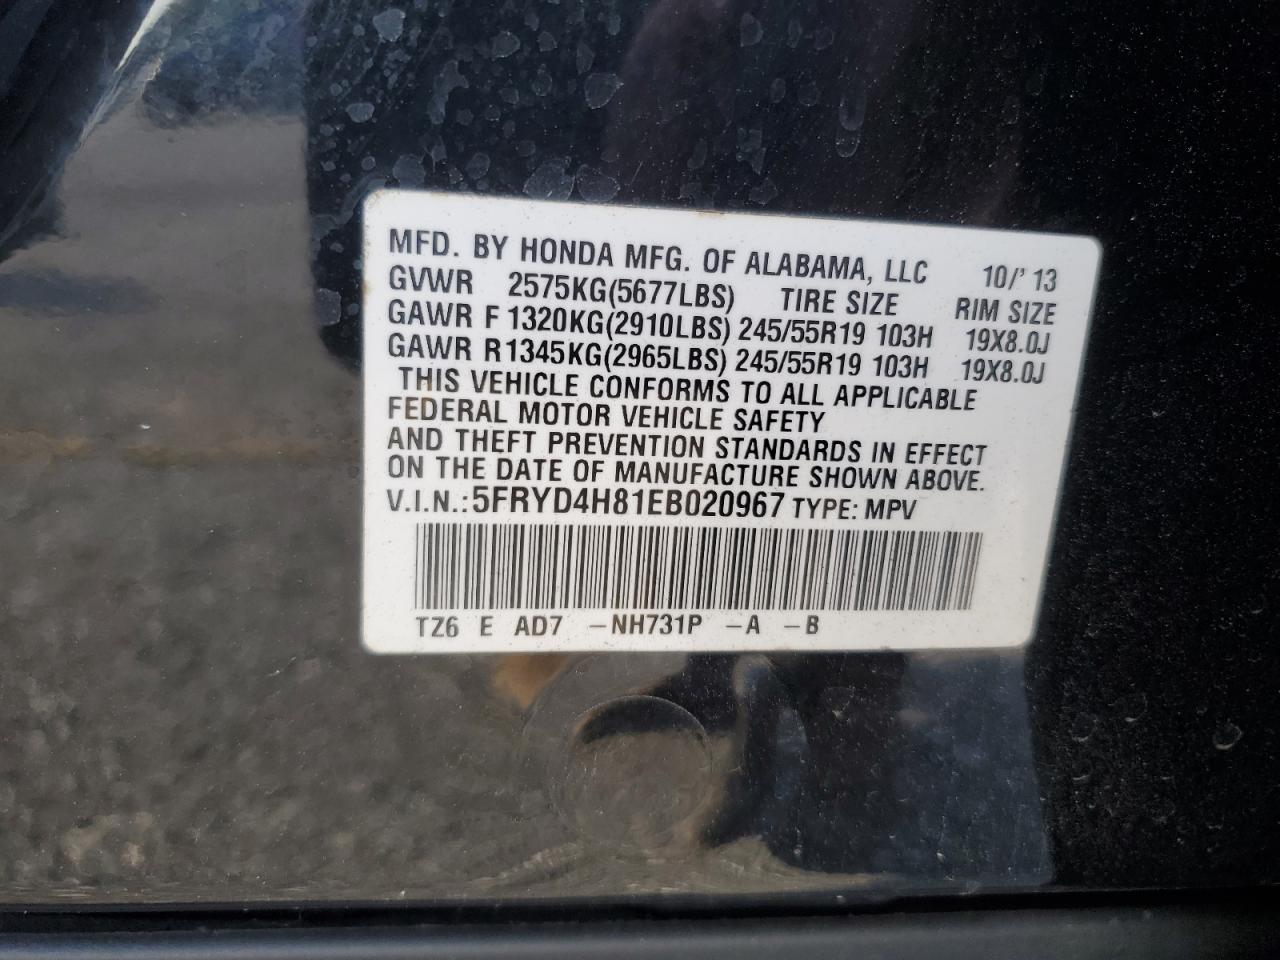 MFD. BY HONDA MFG. OF ALABAMA, LLC 10/' 13
GVWR 2575KG(5677LBS) TIRE SIZE RIM SIZE
GAWR F 1320KG(2910LBS) 245/55R19 103H 19X8.0J
GAWR R 1345KG(2965LBS) 245/55R19 103H 19X8.0J
THIS VEHICLE CONFORMS TO ALL APPLICABLE
FEDERAL MOTOR VEHICLE SAFETY
AND THEFT PREVENTION STANDARDS IN EFFECT
ON THE DATE OF MANUFACTURE SHOWN ABOVE.
V.I.N.:5FRYD4H81EB020967 TYPE: MPV
TZ6 E AD7 –NH731P –A –B